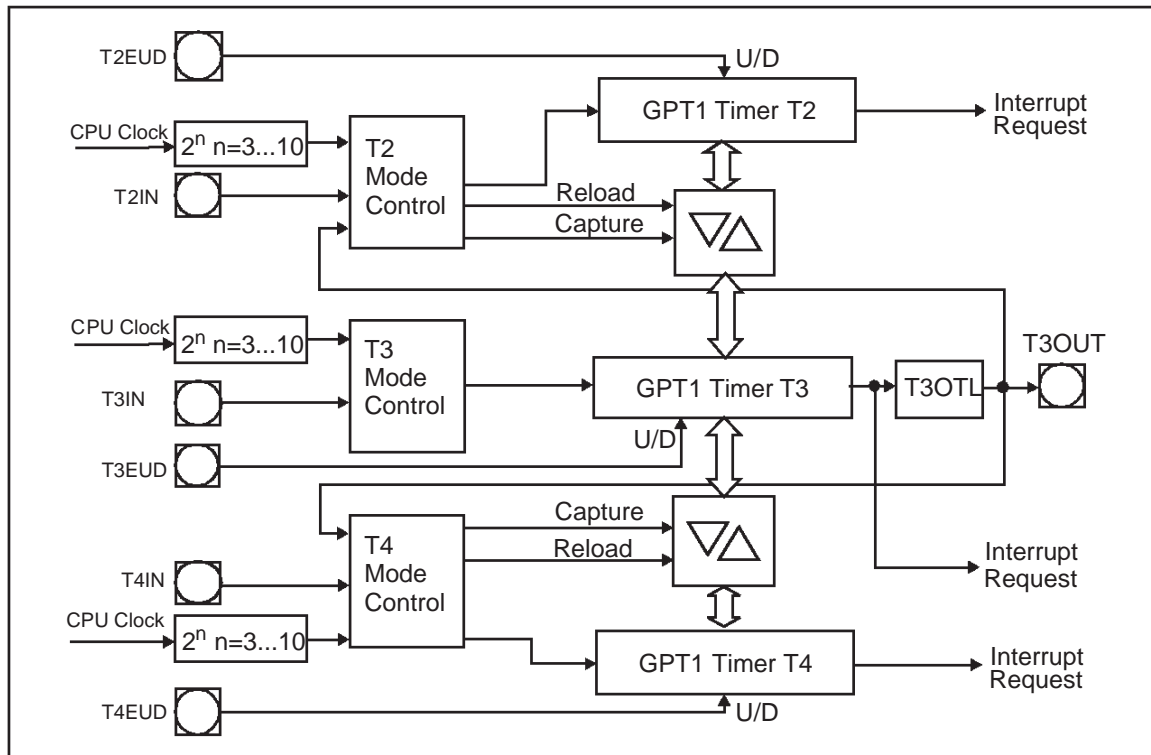 T2EUD
U/D
GPT1 Timer T2
Interrupt
Request
CPU Clock
2ⁿ n=3...10
T2
Mode
Control
T2IN
Reload
Capture
CPU Clock
2ⁿ n=3...10
T3
Mode
Control
T3OUT
T3IN
GPT1 Timer T3
T3OTL
U/D
T3EUD
Capture
T4
Mode
Control
Reload
Interrupt
Request
T4IN
CPU Clock
2ⁿ n=3...10
GPT1 Timer T4
Interrupt
Request
T4EUD
U/D